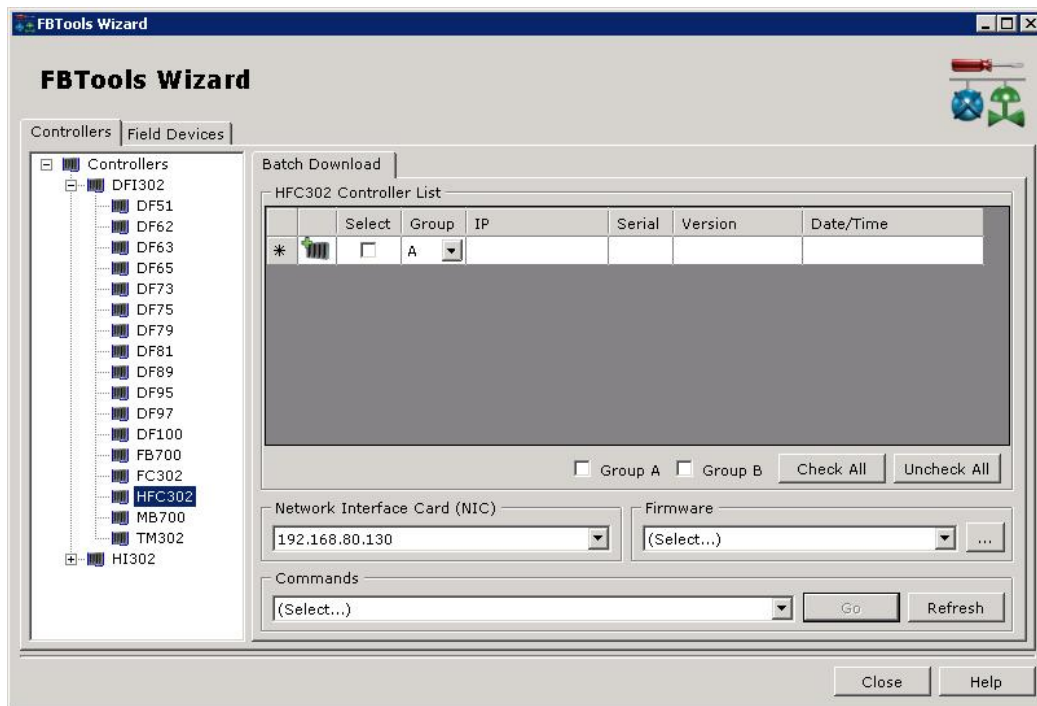 FBTools Wizard
FBTools Wizard
Controllers Field Devices
Controllers
DFI302
DF51
DF62
DF63
DF65
DF73
DF75
DF79
DF81
DF89
DF95
DF97
DF100
FB700
FC302
HFC302
MB700
TM302
HI302
Batch Download
HFC302 Controller List
Select Group IP Serial Version Date/Time
* A
Group A Group B Check All Uncheck All
Network Interface Card (NIC) Firmware
192.168.80.130 (Select...) ...
Commands
(Select...) Go Refresh
Close Help